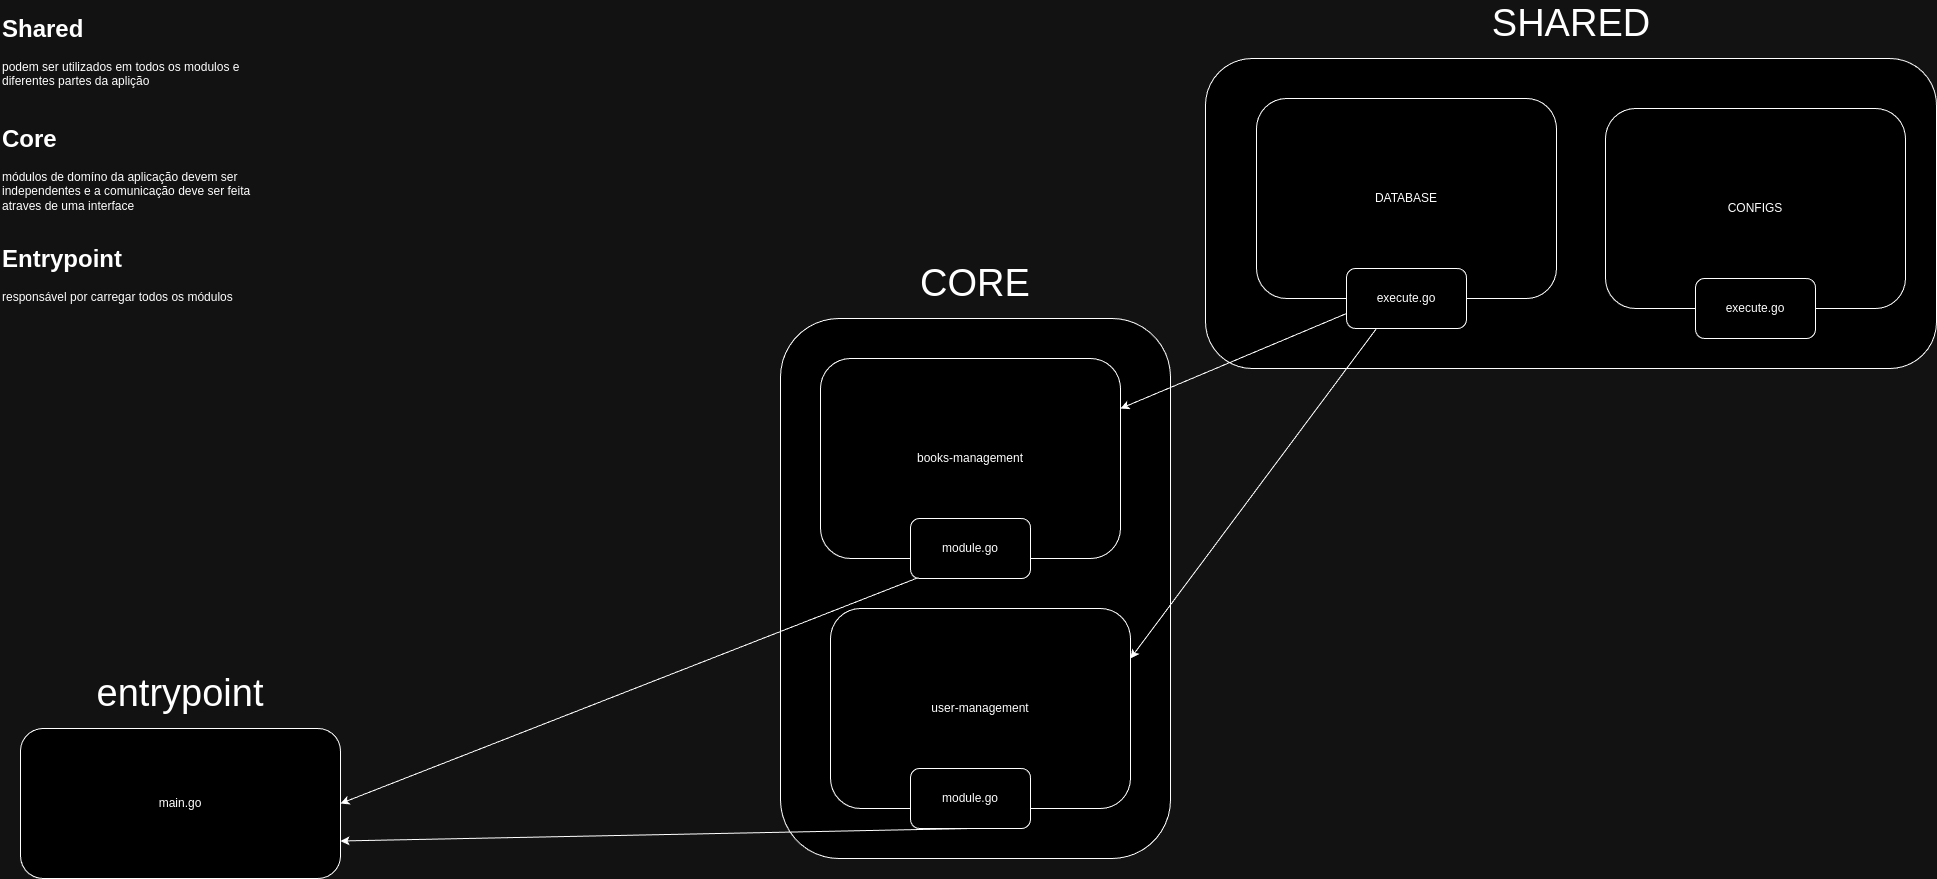 Shared
podem ser utilizados em todos os modulos e
diferentes partes da aplição
Core
módulos de domíno da aplicação devem ser
independentes e a comunicação deve ser feita
atraves de uma interface
Entrypoint
responsável por carregar todos os módulos
SHARED
DATABASE
CONFIGS
execute.go
execute.go
CORE
books-management
module.go
user-management
module.go
entrypoint
main.go